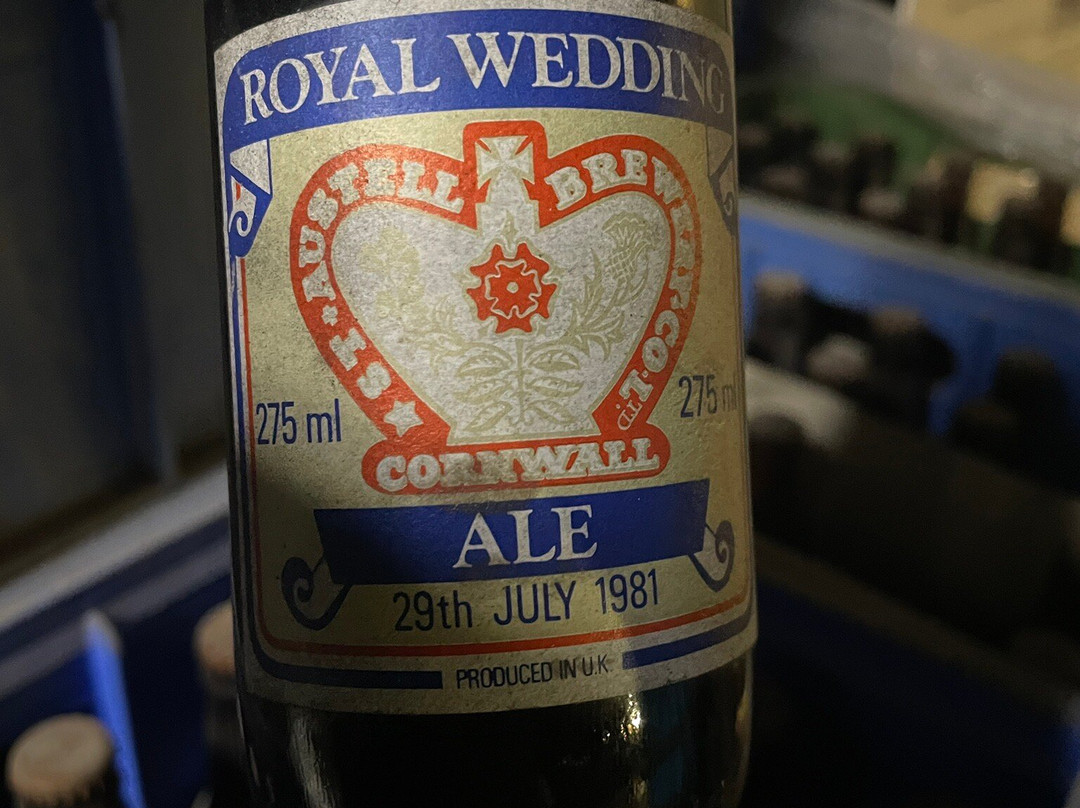 ROYAL WEDDING
ST. AUSTELL BREWERY CO. LTD.
275 ml
275 ml
CORNWALL
ALE
29th JULY 1981
PRODUCED IN U.K.